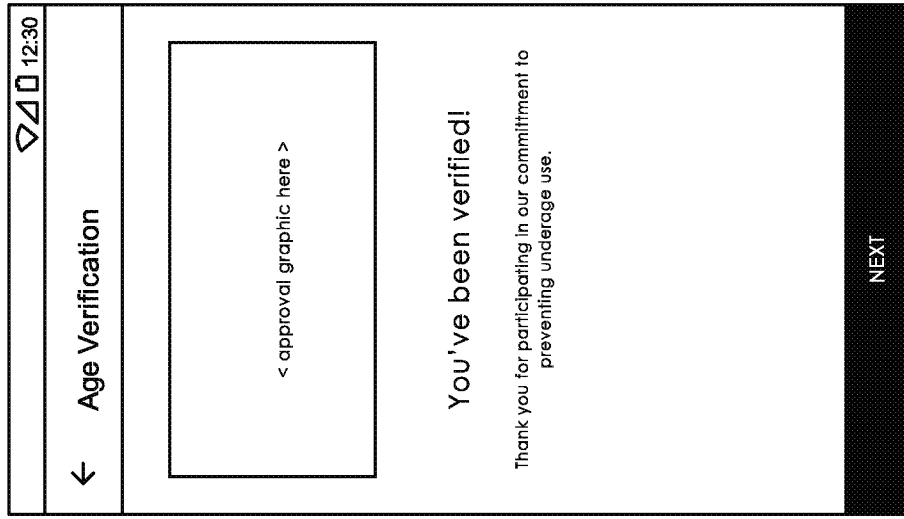 12:30
Age Verification
< approval graphic here >
You've been verified!
Thank you for participating in our committment to
preventing underage use.
NEXT